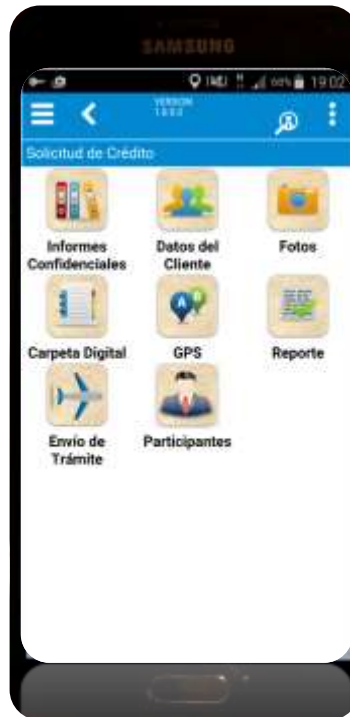 SAMSUNG
19:02
VERSION
Solicitud de Crédito
Informes
Confidenciales
Datos del
Cliente
Fotos
Carpeta Digital
GPS
Reporte
Envío de
Trámite
Participantes